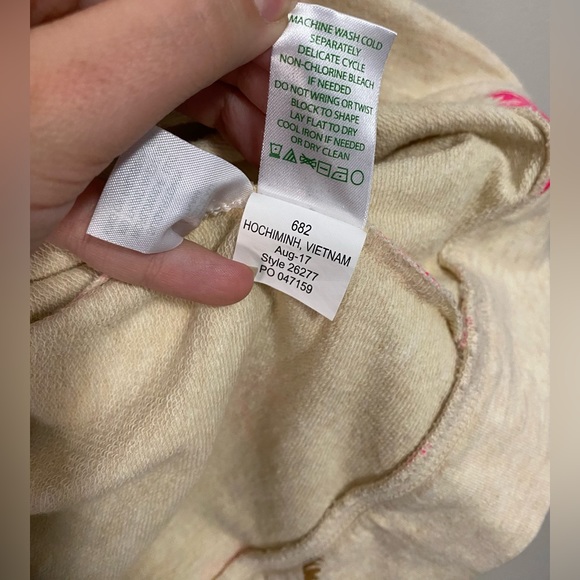 MACHINE WASH COLD
SEPARATELY
DELICATE CYCLE
NON-CHLORINE BLEACH
IF NEEDED
DO NOT WRING OR TWIST
BLOCK TO SHAPE
LAY FLAT TO DRY
COOL IRON IF NEEDED
OR DRY CLEAN
682
HOCHIMINH, VIETNAM
Aug-17
Style 26277
PO 047159